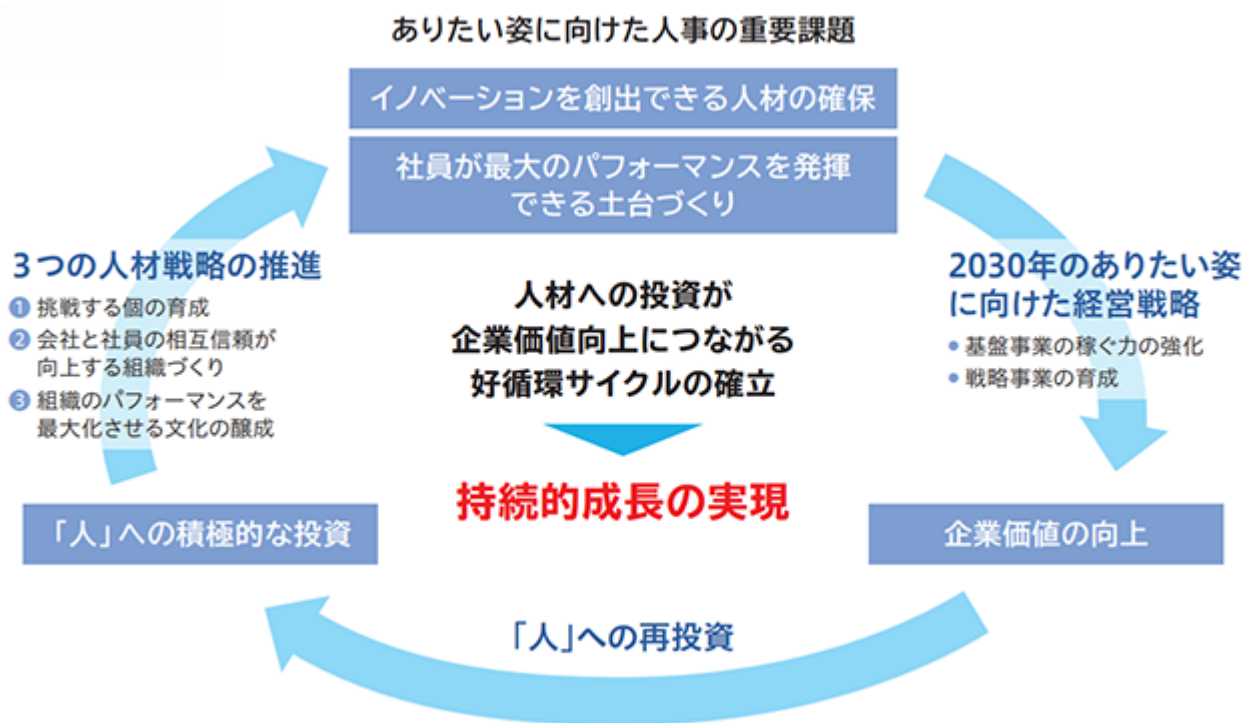 ありたい姿に向けた人事の重要課題
イノベーションを創出できる人材の確保
社員が最大のパフォーマンスを発揮
できる土台づくり
3つの人材戦略の推進
❶ 挑戦する個の育成
❷ 会社と社員の相互信頼が
向上する組織づくり
❸ 組織のパフォーマンスを
最大化させる文化の醸成
人材への投資が
企業価値向上につながる
好循環サイクルの確立
持続的成長の実現
2030年のありたい姿
に向けた経営戦略
● 基盤事業の稼ぐ力の強化
● 戦略事業の育成
「人」への積極的な投資
企業価値の向上
「人」への再投資